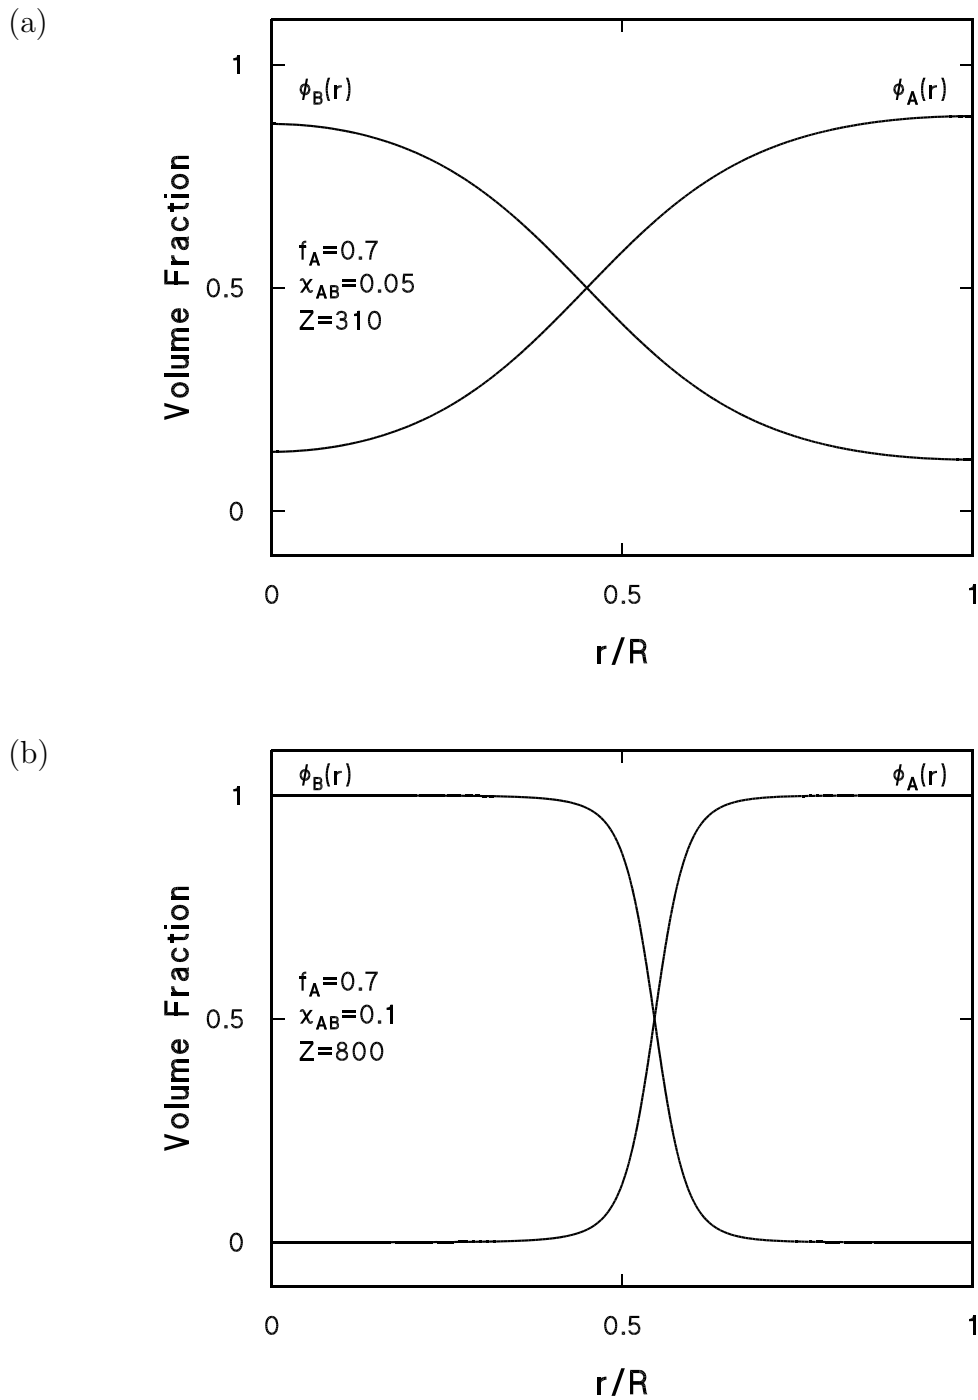 (a)
1
0.5
0
Volume Fraction
ϕB(r)
ϕA(r)
fA=0.7
χAB=0.05
Z=310
0
0.5
1
r/R
(b)
1
0.5
0
Volume Fraction
ϕB(r)
ϕA(r)
fA=0.7
χAB=0.1
Z=800
0
0.5
1
r/R